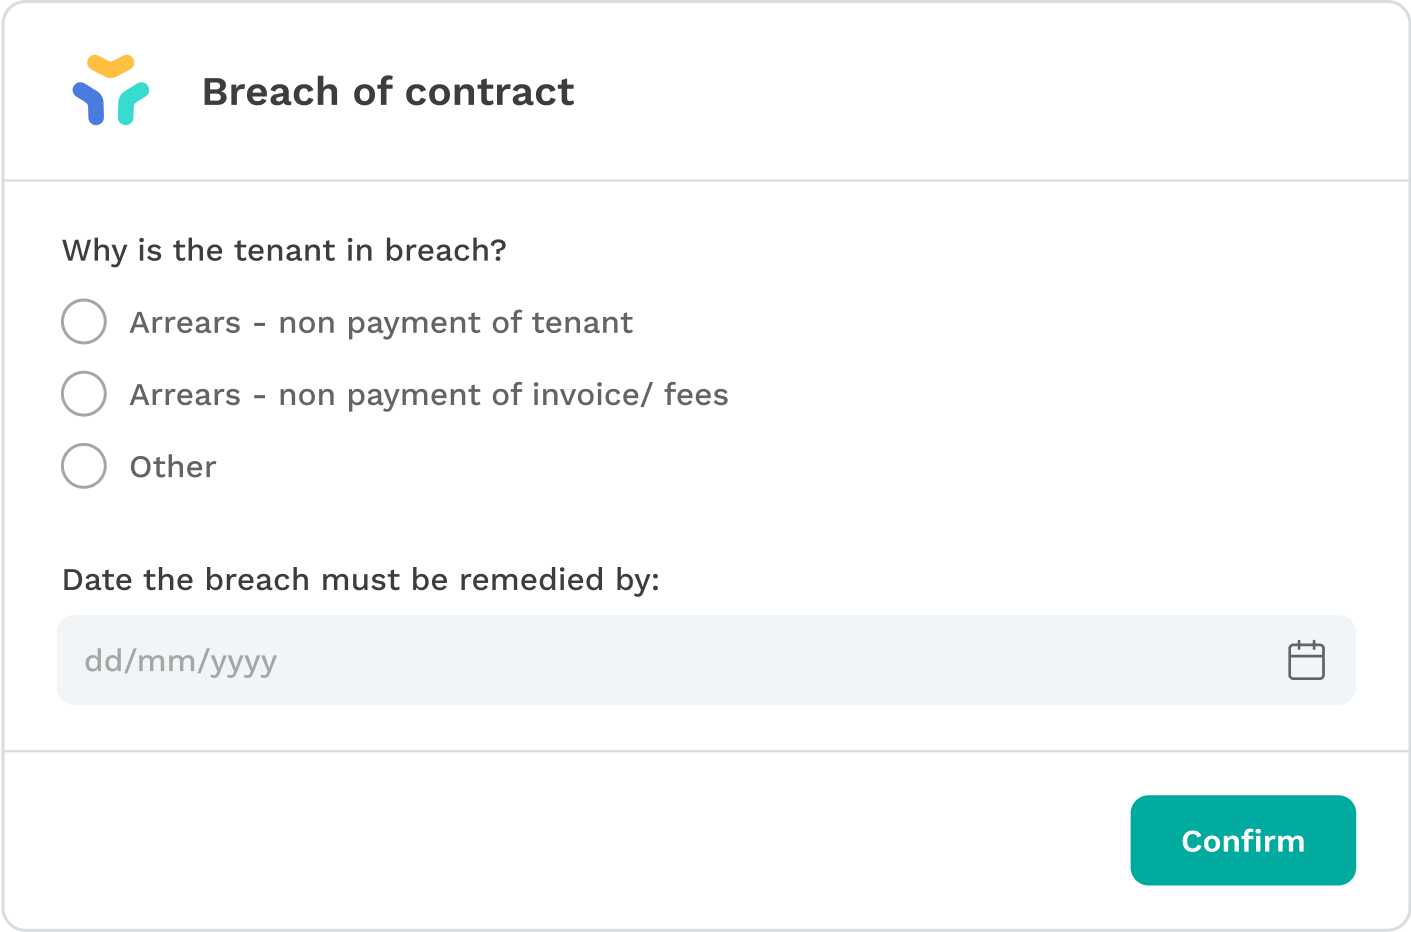 Breach of contract
Why is the tenant in breach?
Arrears - non payment of tenant
Arrears - non payment of invoice/ fees
Other
Date the breach must be remedied by:
dd/mm/yyyy
Confirm